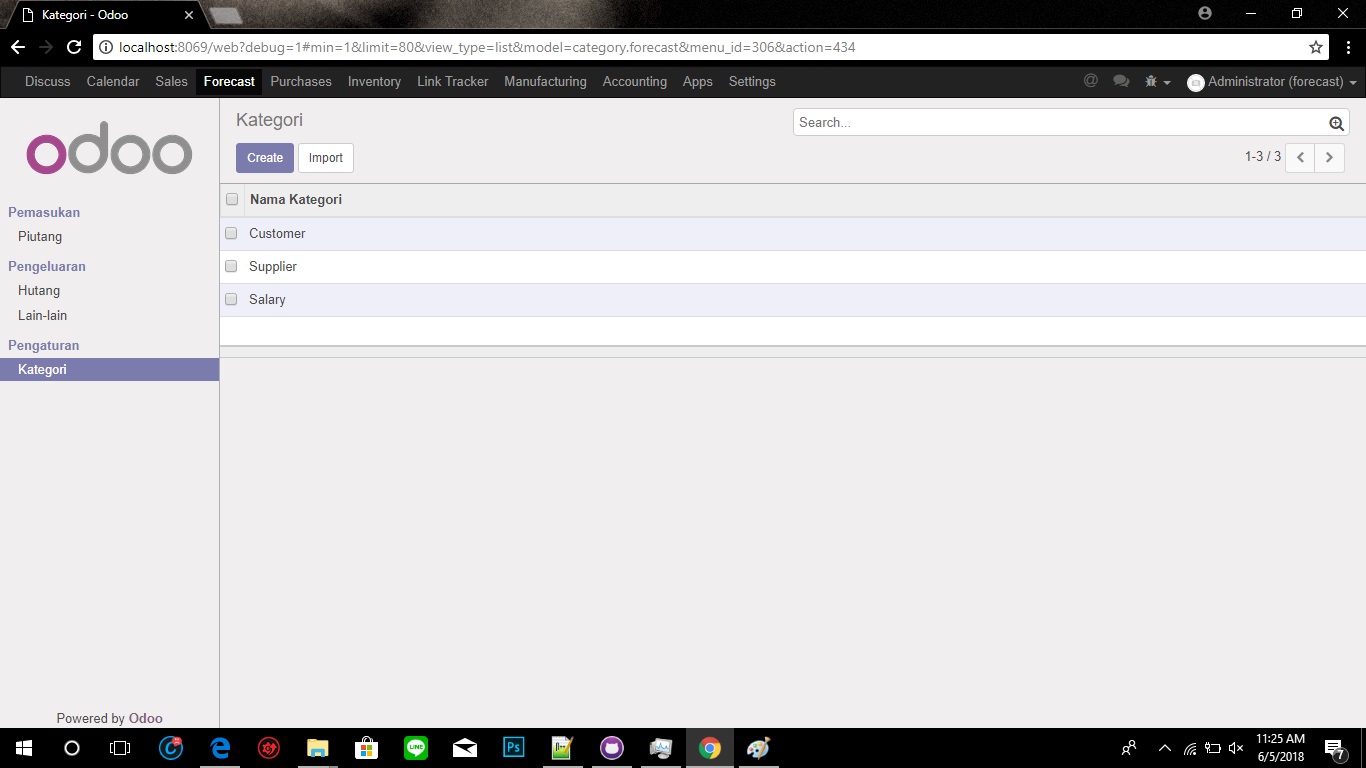 Kategori - Odoo
localhost:8069/web?debug=1#min=1&limit=80&view_type=list&model=category.forecast&menu_id=306&action=434
Discuss Calendar Sales Forecast Purchases Inventory Link Tracker Manufacturing Accounting Apps Settings @ Administrator (forecast)
odoo
Kategori
Search...
Create Import
1-3 / 3
Pemasukan
Piutang
Pengeluaran
Hutang
Lain-lain
Pengaturan
Kategori
Nama Kategori
Customer
Supplier
Salary
Powered by Odoo
LINE
Ps
11:25 AM
6/5/2018
7